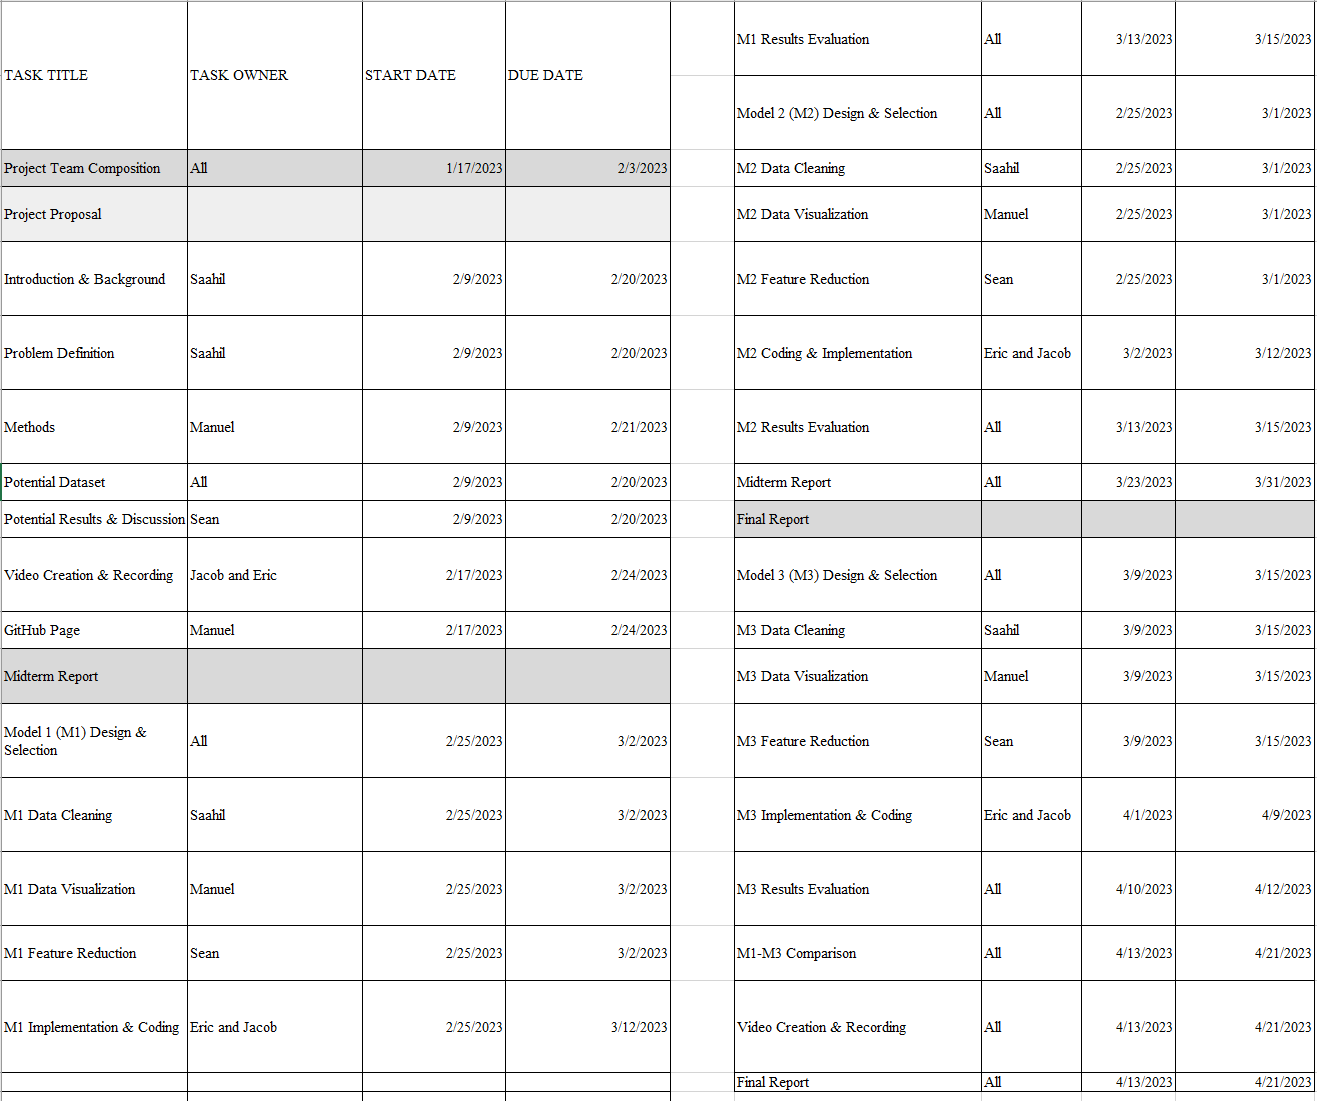 TASK TITLE TASK OWNER START DATE DUE DATE
Project Team Composition All 1/17/2023 2/3/2023
Project Proposal
Introduction & Background Saahil 2/9/2023 2/20/2023
Problem Definition Saahil 2/9/2023 2/20/2023
Methods Manuel 2/9/2023 2/21/2023
Potential Dataset All 2/9/2023 2/20/2023
Potential Results & Discussion Sean 2/9/2023 2/20/2023
Video Creation & Recording Jacob and Eric 2/17/2023 2/24/2023
GitHub Page Manuel 2/17/2023 2/24/2023
Midterm Report
Model 1 (M1) Design &
Selection All 2/25/2023 3/2/2023
M1 Data Cleaning Saahil 2/25/2023 3/2/2023
M1 Data Visualization Manuel 2/25/2023 3/2/2023
M1 Feature Reduction Sean 2/25/2023 3/2/2023
M1 Implementation & Coding Eric and Jacob 2/25/2023 3/12/2023
M1 Results Evaluation All 3/13/2023 3/15/2023
Model 2 (M2) Design & Selection All 2/25/2023 3/1/2023
M2 Data Cleaning Saahil 2/25/2023 3/1/2023
M2 Data Visualization Manuel 2/25/2023 3/1/2023
M2 Feature Reduction Sean 2/25/2023 3/1/2023
M2 Coding & Implementation Eric and Jacob 3/2/2023 3/12/2023
M2 Results Evaluation All 3/13/2023 3/15/2023
Midterm Report All 3/23/2023 3/31/2023
Final Report
Model 3 (M3) Design & Selection All 3/9/2023 3/15/2023
M3 Data Cleaning Saahil 3/9/2023 3/15/2023
M3 Data Visualization Manuel 3/9/2023 3/15/2023
M3 Feature Reduction Sean 3/9/2023 3/15/2023
M3 Implementation & Coding Eric and Jacob 4/1/2023 4/9/2023
M3 Results Evaluation All 4/10/2023 4/12/2023
M1-M3 Comparison All 4/13/2023 4/21/2023
Video Creation & Recording All 4/13/2023 4/21/2023
Final Report All 4/13/2023 4/21/2023